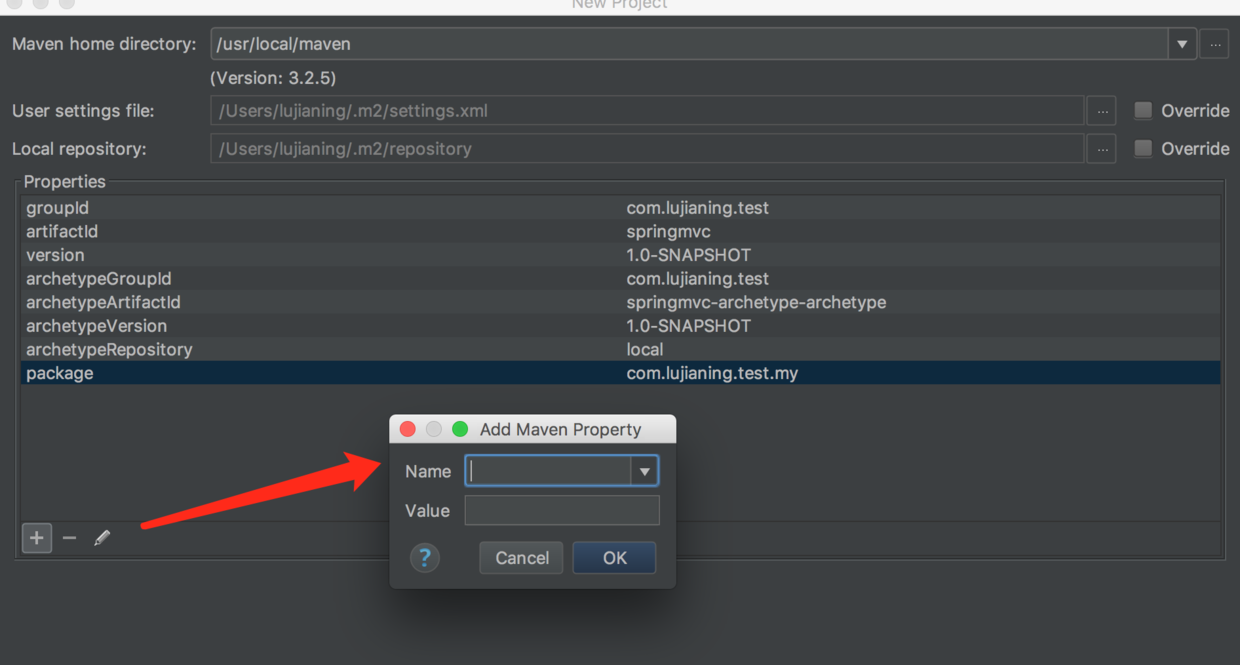 New Project
Maven home directory: /usr/local/maven ...
(Version: 3.2.5)
User settings file: /Users/lujianing/.m2/settings.xml ... Override
Local repository: /Users/lujianing/.m2/repository ... Override
Properties
groupId com.lujianing.test
artifactId springmvc
version 1.0-SNAPSHOT
archetypeGroupId com.lujianing.test
archetypeArtifactId springmvc-archetype-archetype
archetypeVersion 1.0-SNAPSHOT
archetypeRepository local
package com.lujianing.test.my
Add Maven Property
Name
Value
? Cancel OK